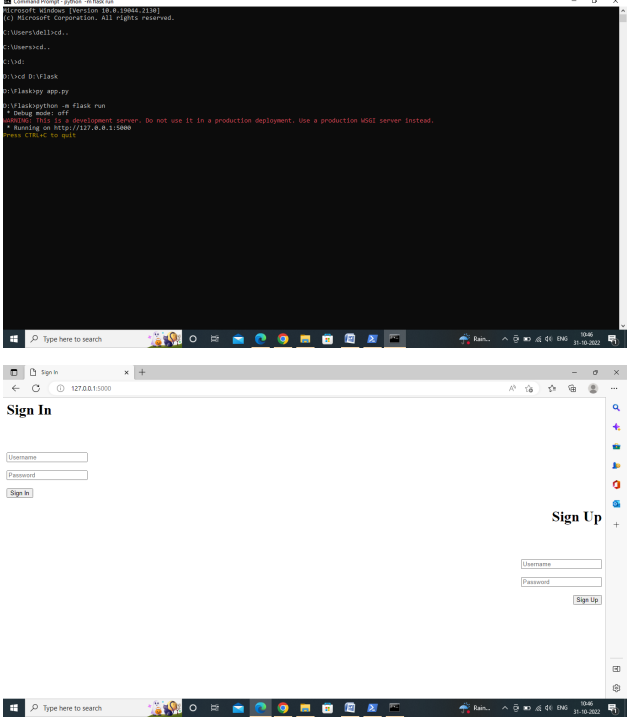 Command Prompt - python -m flask run
Microsoft Windows [Version 10.0.19044.2130]
(c) Microsoft Corporation. All rights reserved.
C:\Users\dell>cd..
C:\Users>cd..
C:\>d:
D:\>cd D:\Flask
D:\Flask>py app.py
D:\Flask>python -m flask run
* Debug mode: off
WARNING: This is a development server. Do not use it in a production deployment. Use a production WSGI server instead.
* Running on http://127.0.0.1:5000
Press CTRL+C to quit
Type here to search
Rain...
ENG
10:46
31-10-2022
Sign In
127.0.0.1:5000
Sign In
Username
Password
Sign In
Sign Up
Username
Password
Sign Up
Type here to search
Rain...
ENG
10:46
31-10-2022